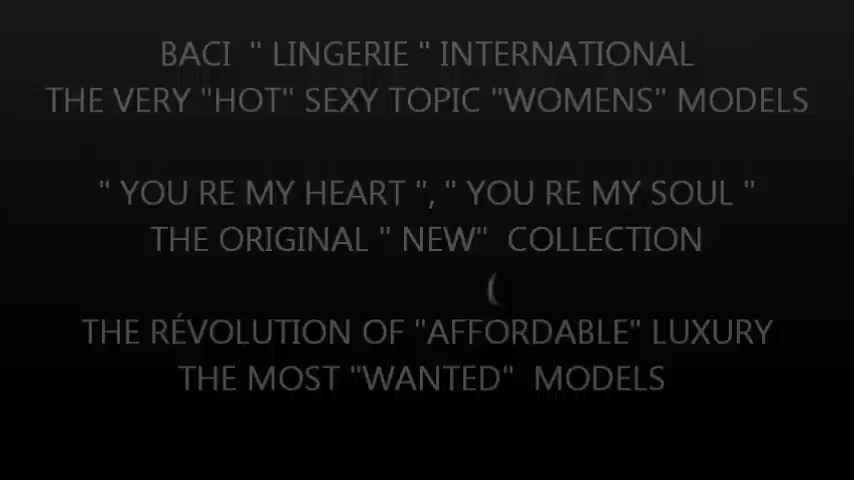 BACI " LINGERIE " INTERNATIONAL
THE VERY "HOT" SEXY TOPIC "WOMENS" MODELS
" YOU RE MY HEART ", " YOU RE MY SOUL "
THE ORIGINAL " NEW" COLLECTION
(
THE RÉVOLUTION OF "AFFORDABLE" LUXURY
THE MOST "WANTED" MODELS